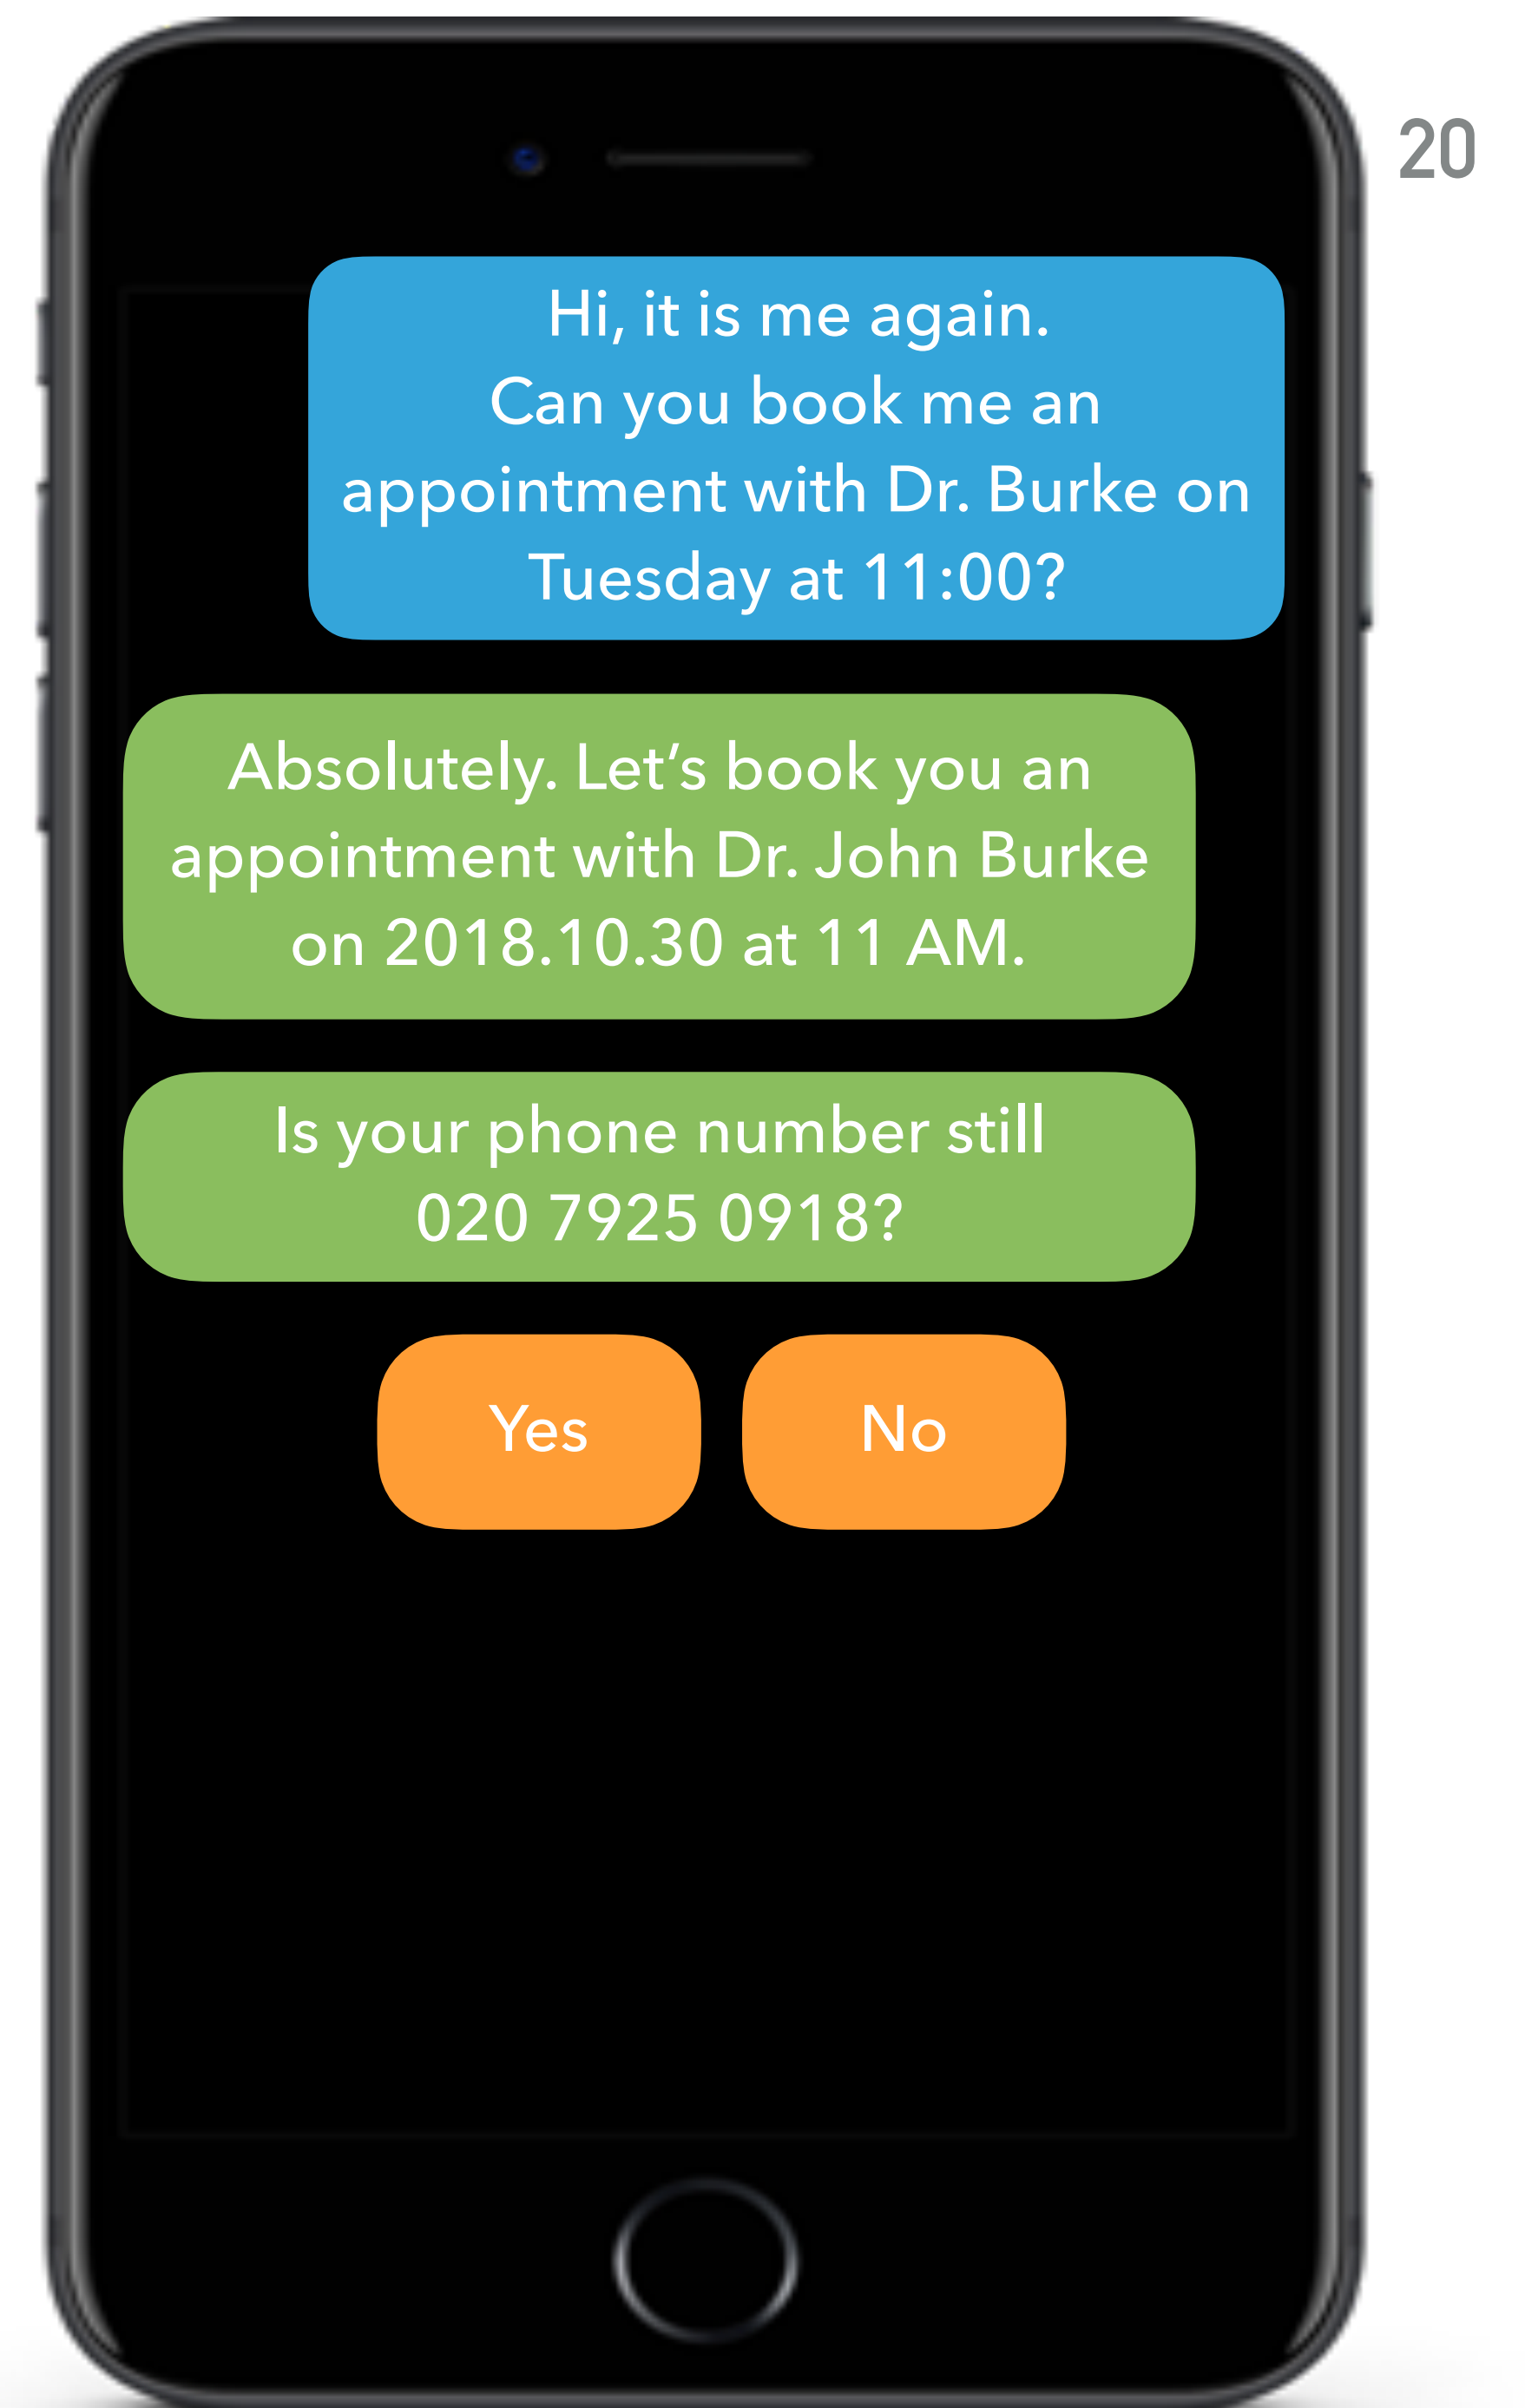 20
Hi, it is me again.
Can you book me an
appointment with Dr. Burke on
Tuesday at 11:00?
Absolutely. Let’s book you an
appointment with Dr. John Burke
on 2018.10.30 at 11 AM.
Is your phone number still
020 7925 0918?
Yes
No